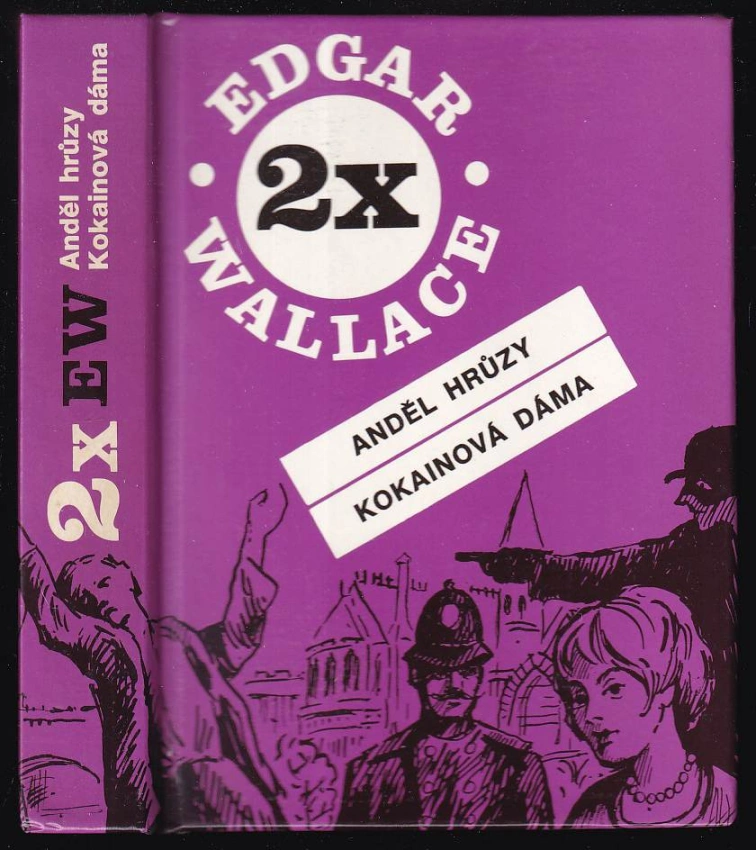 2x EW
Anděl hrůzy
Kokainová dáma
EDGAR
2x
WALLACE
ANDĚL HRŮZY
KOKAINOVÁ DÁMA